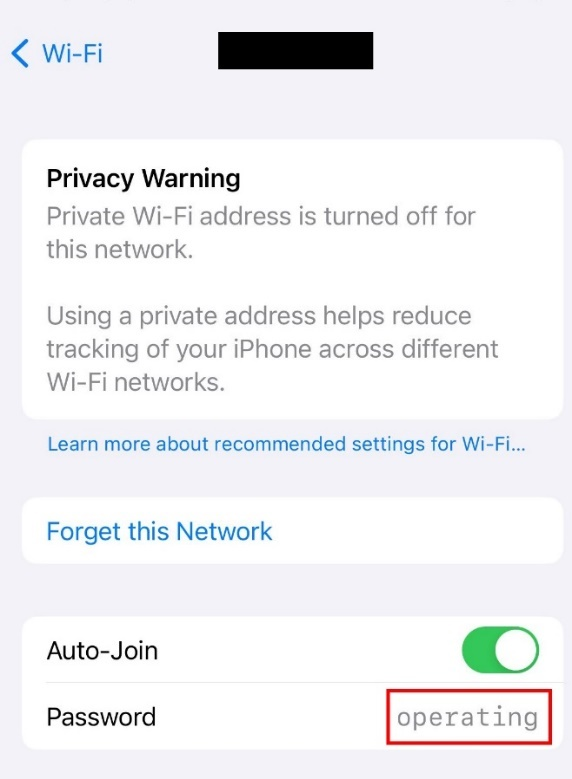 Wi-Fi
Privacy Warning
Private Wi-Fi address is turned off for
this network.
Using a private address helps reduce
tracking of your iPhone across different
Wi-Fi networks.
Learn more about recommended settings for Wi-Fi...
Forget this Network
Auto-Join
Password operating